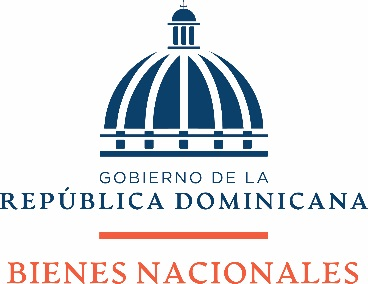 GOBIERNO DE LA
REPÚBLICA DOMINICANA
BIENES NACIONALES